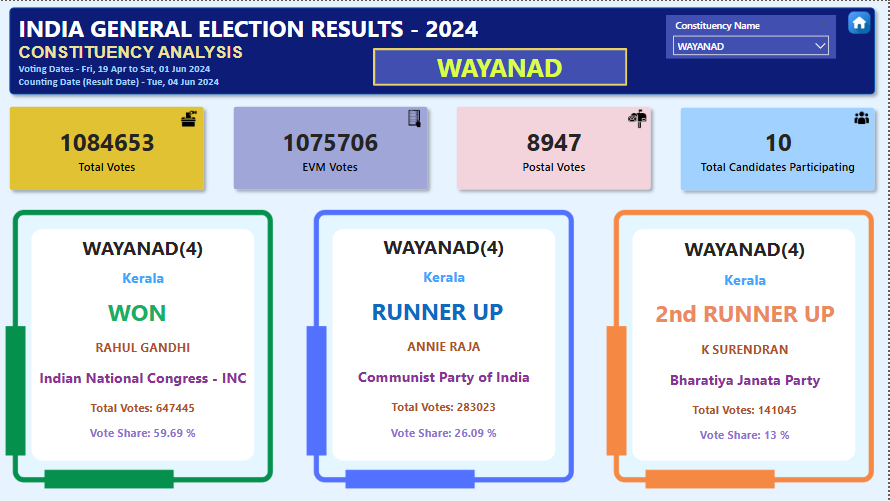 INDIA GENERAL ELECTION RESULTS - 2024
CONSTITUENCY ANALYSIS
Voting Dates - Fri, 19 Apr to Sat, 01 Jun 2024
Counting Date (Result Date) - Tue, 04 Jun 2024
WAYANAD
Constituency Name
WAYANAD
1084653
Total Votes
1075706
EVM Votes
8947
Postal Votes
10
Total Candidates Participating
WAYANAD(4)
Kerala
WON
RAHUL GANDHI
Indian National Congress - INC
Total Votes: 647445
Vote Share: 59.69 %
WAYANAD(4)
Kerala
RUNNER UP
ANNIE RAJA
Communist Party of India
Total Votes: 283023
Vote Share: 26.09 %
WAYANAD(4)
Kerala
2nd RUNNER UP
K SURENDRAN
Bharatiya Janata Party
Total Votes: 141045
Vote Share: 13 %